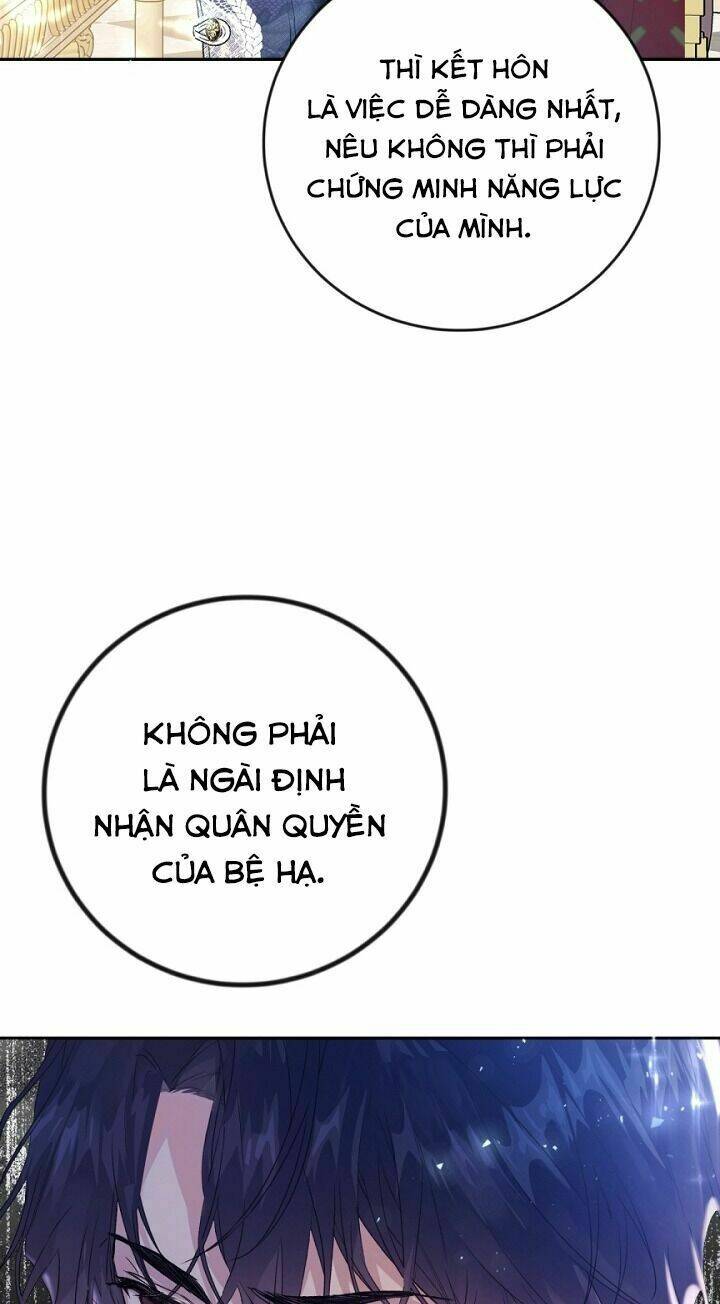 THÌ KẾT HÔN
LÀ VIỆC DỄ DÀNG NHẤT,
NÊU KHÔNG THÌ PHẢI
CHỨNG MINH NĂNG LỰC
CỦA MÌNH.
KHÔNG PHẢI
LÀ NGÀI ĐỊNH
NHẬN QUÂN QUYỀN
CỦA BỆ HẠ.